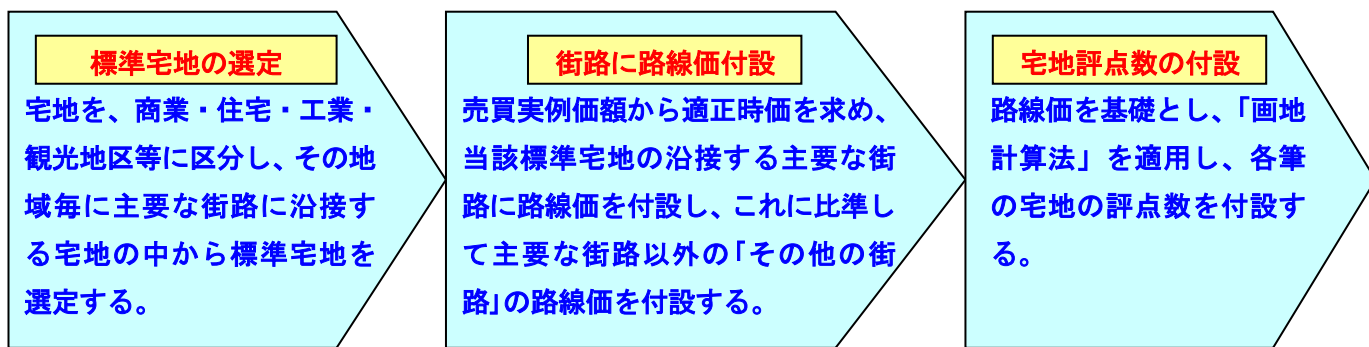 標準宅地の選定
宅地を、商業・住宅・工業・
観光地区等に区分し、その地
域毎に主要な街路に沿接す
る宅地の中から標準宅地を
選定する。
街路に路線価付設
売買実例価額から適正時価を求め、
当該標準宅地の沿接する主要な街
路に路線価を付設し、これに比準し
て主要な街路以外の「その他の街
路」の路線価を付設する。
宅地評点数の付設
路線価を基礎とし、「画地
計算法」を適用し、各筆
の宅地の評点数を付設す
る。